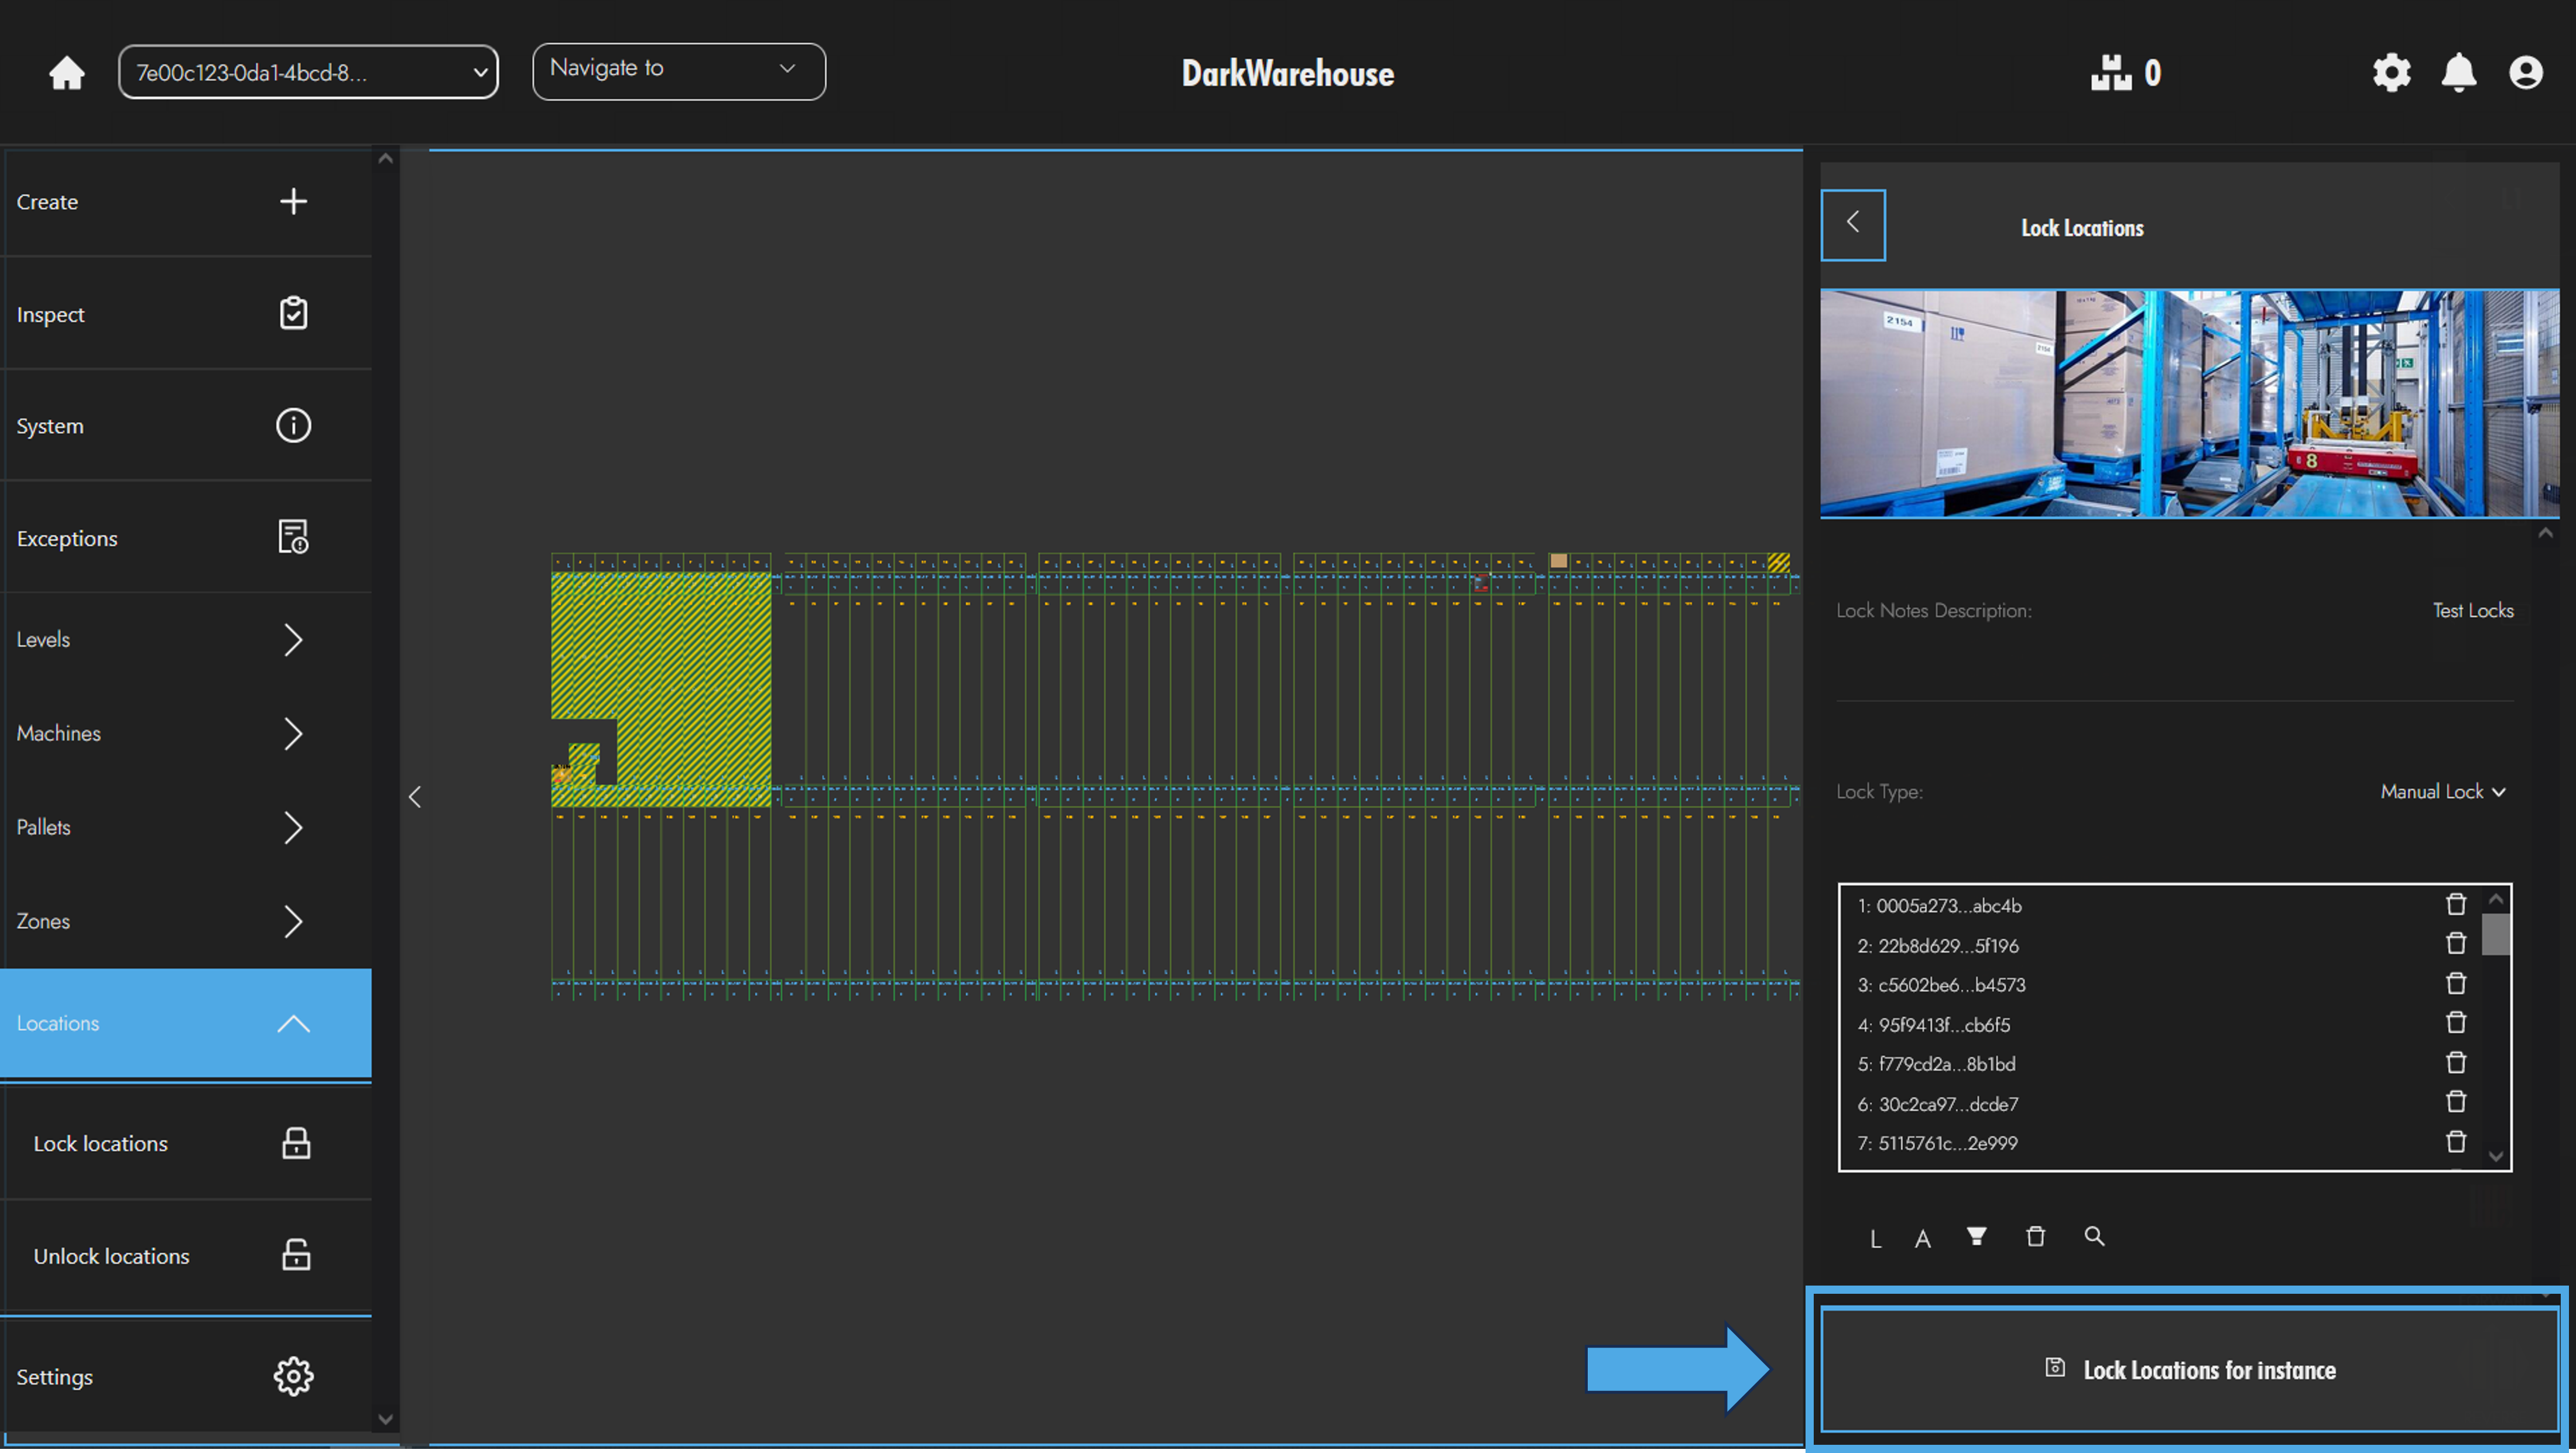 7e00c123-0da1-4bcd-8...
Navigate to
DarkWarehouse
0
Create
Inspect
System
Exceptions
Levels
Machines
Pallets
Zones
Locations
Lock locations
Unlock locations
Settings
Lock Locations
2154
2154
8
Lock Notes Description:
Test Locks
Lock Type:
Manual Lock
1: 0005a273...abc4b
2: 22b8d629...5f196
3: c5602be6...b4573
4: 95f9413f...cb6f5
5: f779cd2a...8b1bd
6: 30c2ca97...dcde7
7: 5115761c...2e999
L A
Lock Locations for instance